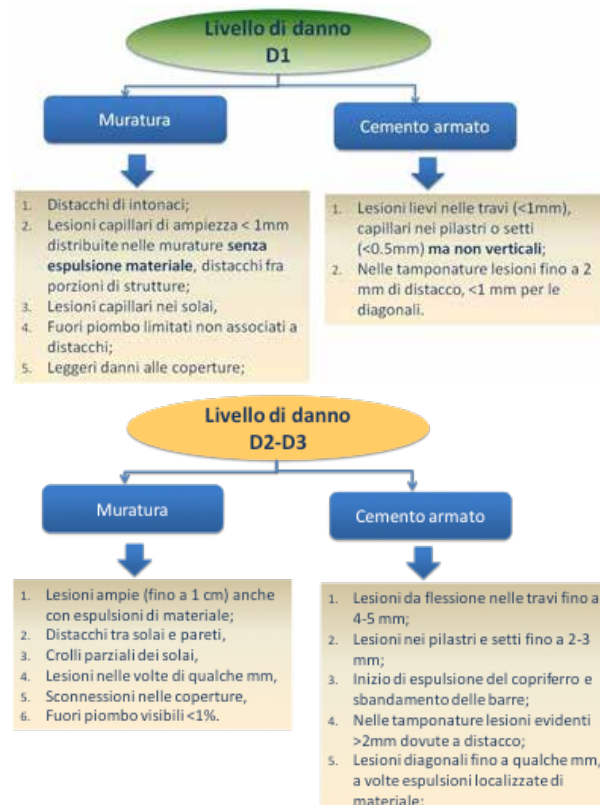 Livello di danno
D1
Muratura
Cemento armato
1. Distacchi di intonaci;
2. Lesioni capillari di ampiezza < 1mm
distribuite nelle murature senza
espulsione materiale, distacchi fra
porzioni di strutture;
3. Lesioni capillari nei solai,
4. Fuori piombo limitati non associati a
distacchi;
5. Leggeri danni alle coperture;
1. Lesioni lievi nelle travi (<1mm),
capillari nei pilastri o setti
(<0.5mm) ma non verticali;
2. Nelle tamponature lesioni fino a 2
mm di distacco, <1 mm per le
diagonali.
Livello di danno
D2-D3
Muratura
Cemento armato
1. Lesioni ampie (fino a 1 cm) anche
con espulsioni di materiale;
2. Distacchi tra solai e pareti,
3. Crolli parziali dei solai,
4. Lesioni nelle volte di qualche mm,
5. Sconnessioni nelle coperture,
6. Fuori piombo visibili <1%.
1. Lesioni da flessione nelle travi fino a
4-5 mm;
2. Lesioni nei pilastri e setti fino a 2-3
mm;
3. Inizio di espulsione del copriferro e
sbandamento delle barre;
4. Nelle tamponature lesioni evidenti
>2mm dovute a distacco;
5. Lesioni diagonali fino a qualche mm,
a volte espulsioni localizzate di
materiale;